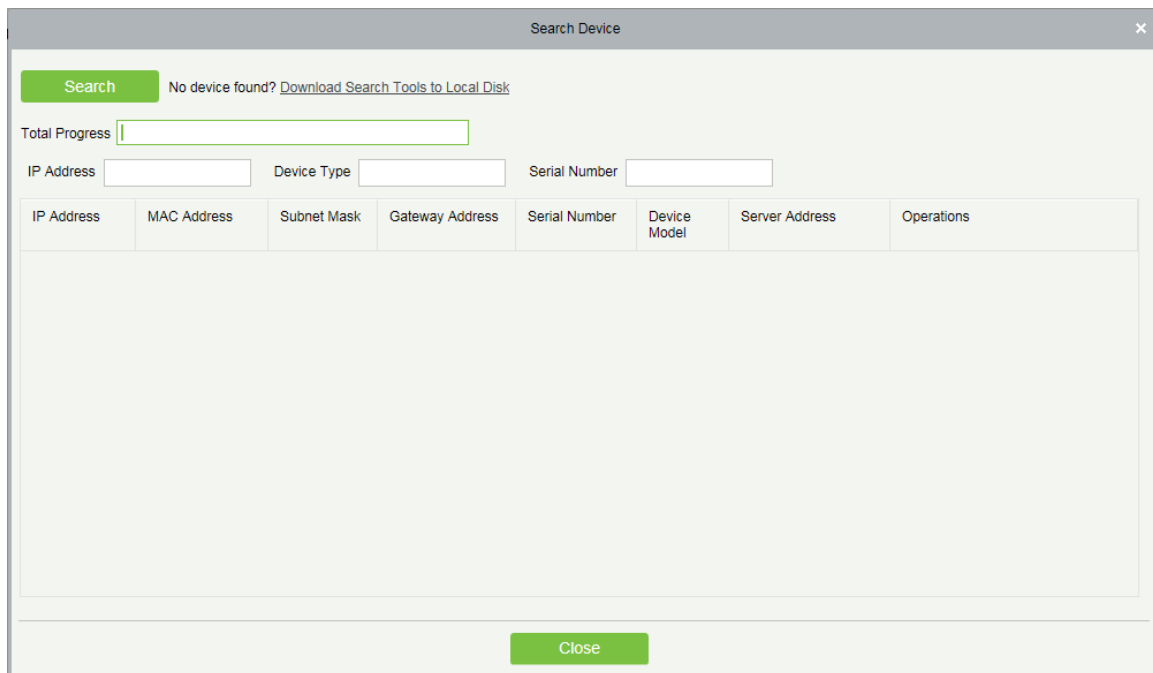 Search Device
Search No device found? Download Search Tools to Local Disk
Total Progress
IP Address Device Type Serial Number
IP Address MAC Address Subnet Mask Gateway Address Serial Number Device Model Server Address Operations
Close